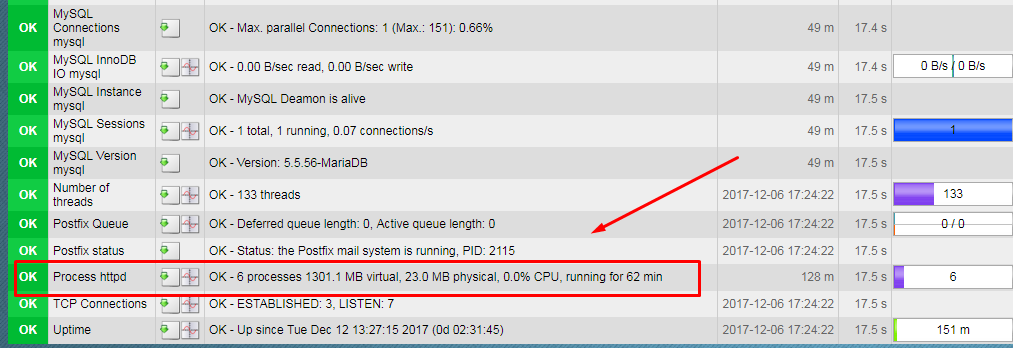 OK MySQL Connections mysql OK - Max. parallel Connections: 1 (Max.: 151): 0.66% 49 m 17.4 s
OK MySQL InnoDB IO mysql OK - 0.00 B/sec read, 0.00 B/sec write 49 m 17.4 s 0 B/s / 0 B/s
OK MySQL Instance mysql OK - MySQL Deamon is alive 49 m 17.5 s
OK MySQL Sessions mysql OK - 1 total, 1 running, 0.07 connections/s 49 m 17.5 s 1
OK MySQL Version mysql OK - Version: 5.5.56-MariaDB 49 m 17.5 s
OK Number of threads OK - 133 threads 2017-12-06 17:24:22 17.5 s 133
OK Postfix Queue OK - Deferred queue length: 0, Active queue length: 0 2017-12-06 17:24:22 17.5 s 0 / 0
OK Postfix status OK - Status: the Postfix mail system is running, PID: 2115 2017-12-06 17:24:22 17.5 s
OK Process httpd OK - 6 processes 1301.1 MB virtual, 23.0 MB physical, 0.0% CPU, running for 62 min 128 m 17.5 s 6
OK TCP Connections OK - ESTABLISHED: 3, LISTEN: 7 2017-12-06 17:24:22 17.5 s
OK Uptime OK - Up since Tue Dec 12 13:27:15 2017 (0d 02:31:45) 2017-12-06 17:24:22 17.5 s 151 m